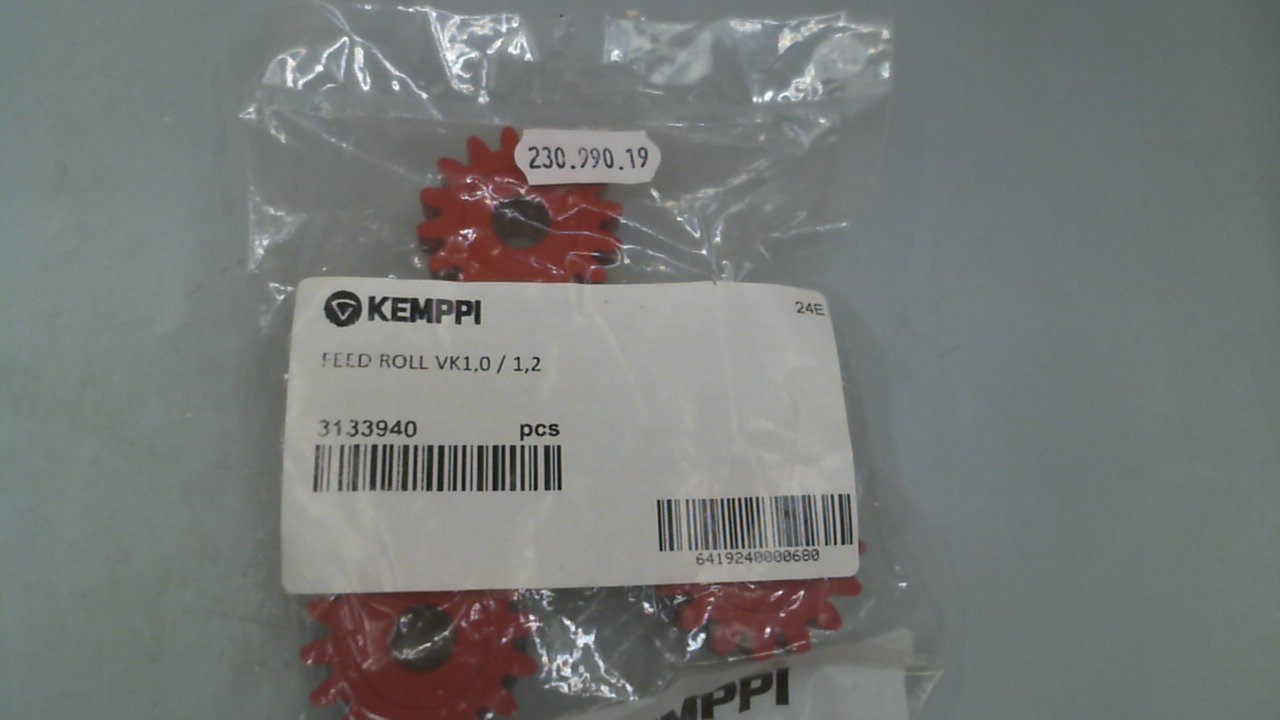 230.990.19
KEMPPI
24E
FEED ROLL VK1,0 / 1,2
3133940 pcs
6419240000680
MPPI